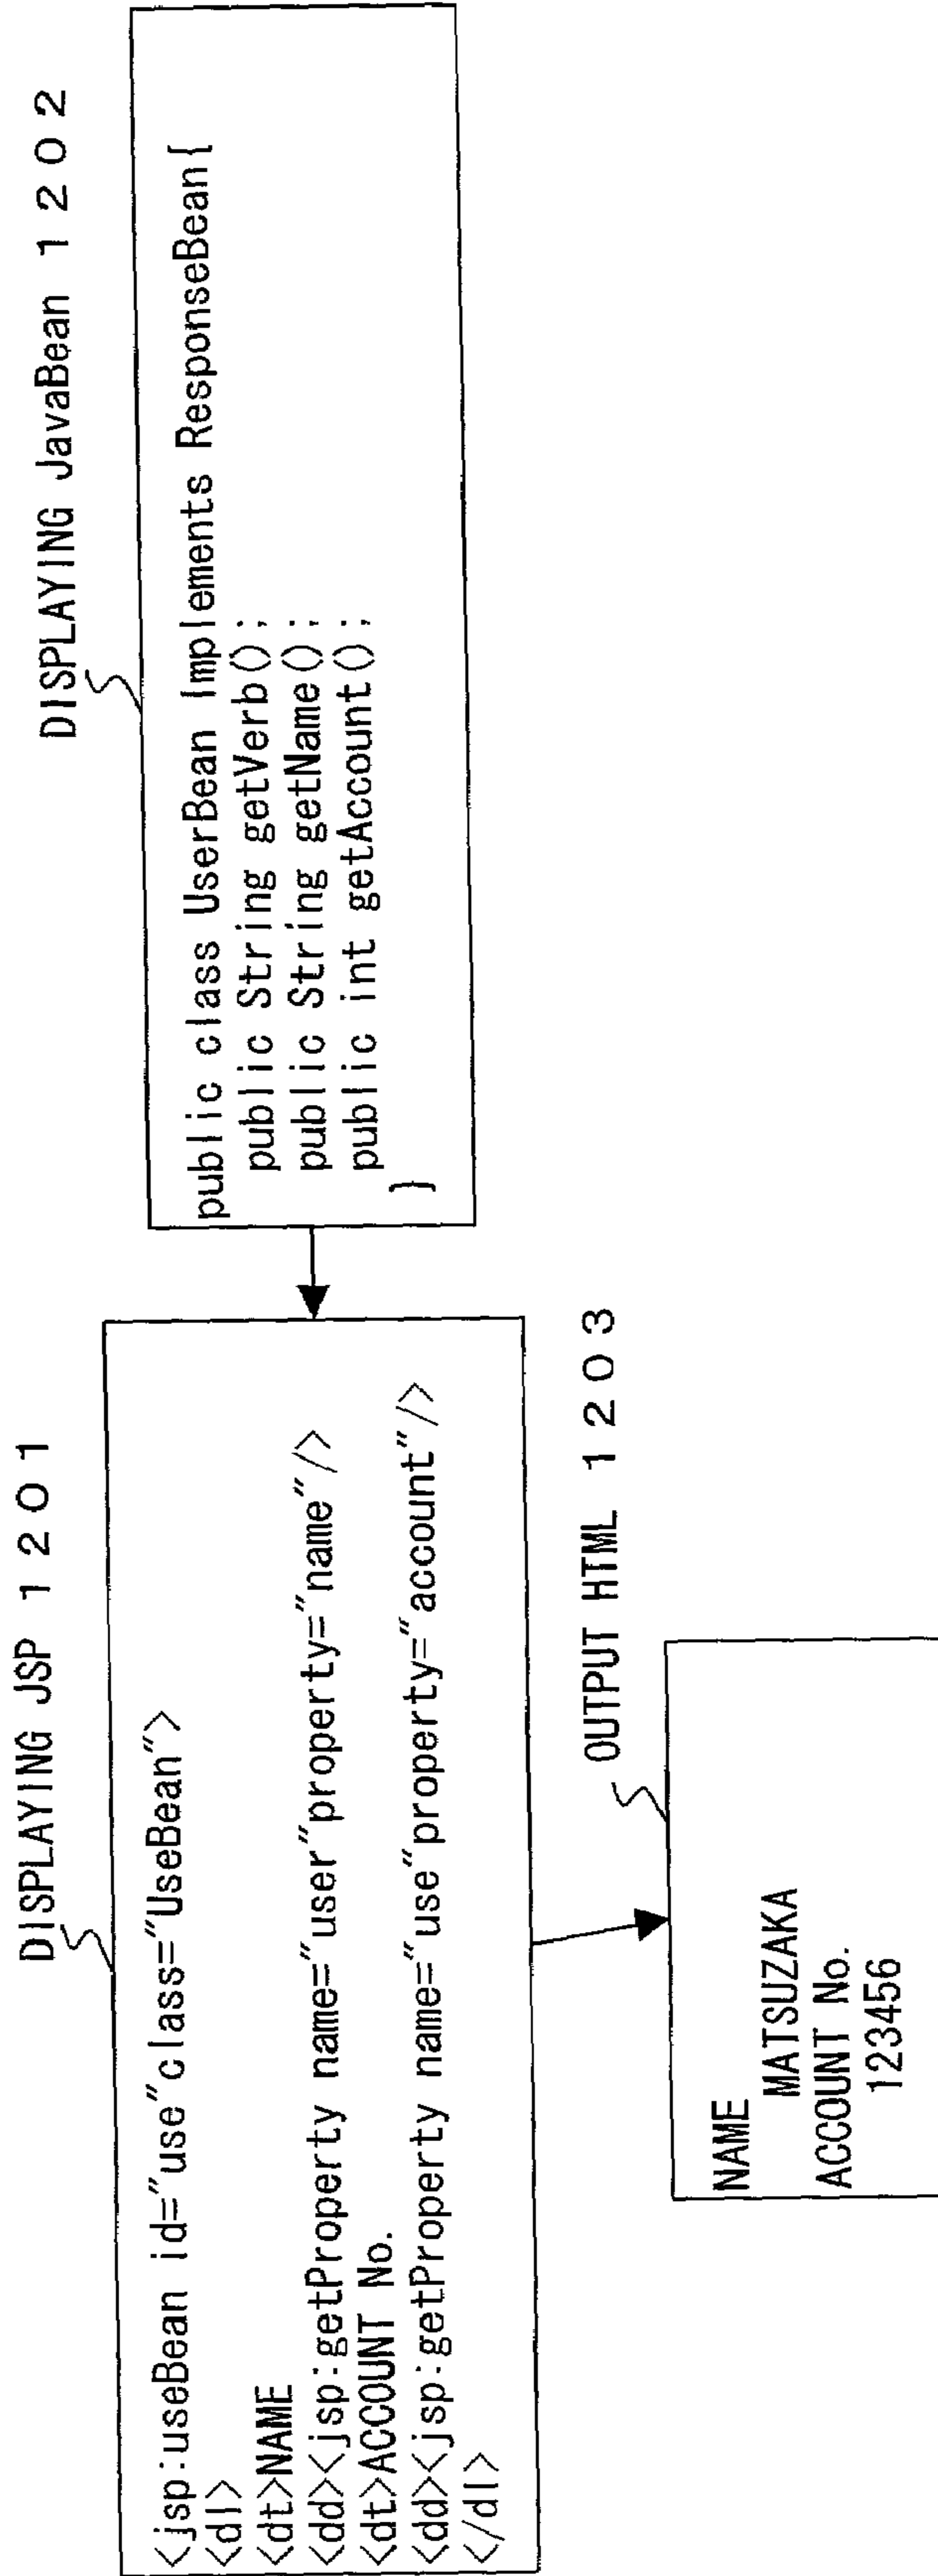 DISPLAYING JSP 1201
<jsp:useBean id="use"class="UseBean">
<dl>
<dt>NAME
<dd><jsp:getProperty name="user"property="name"/>
<dt>ACCOUNT No.
<dd><jsp:getProperty name="use"property="account"/>
</dl>
DISPLAYING JavaBean 1202
public class UserBean Implements ResponseBean{
public String getVerb();
public String getName();
public int getAccount();
}
OUTPUT HTML 1203
NAME
MATSUZAKA
ACCOUNT No.
123456